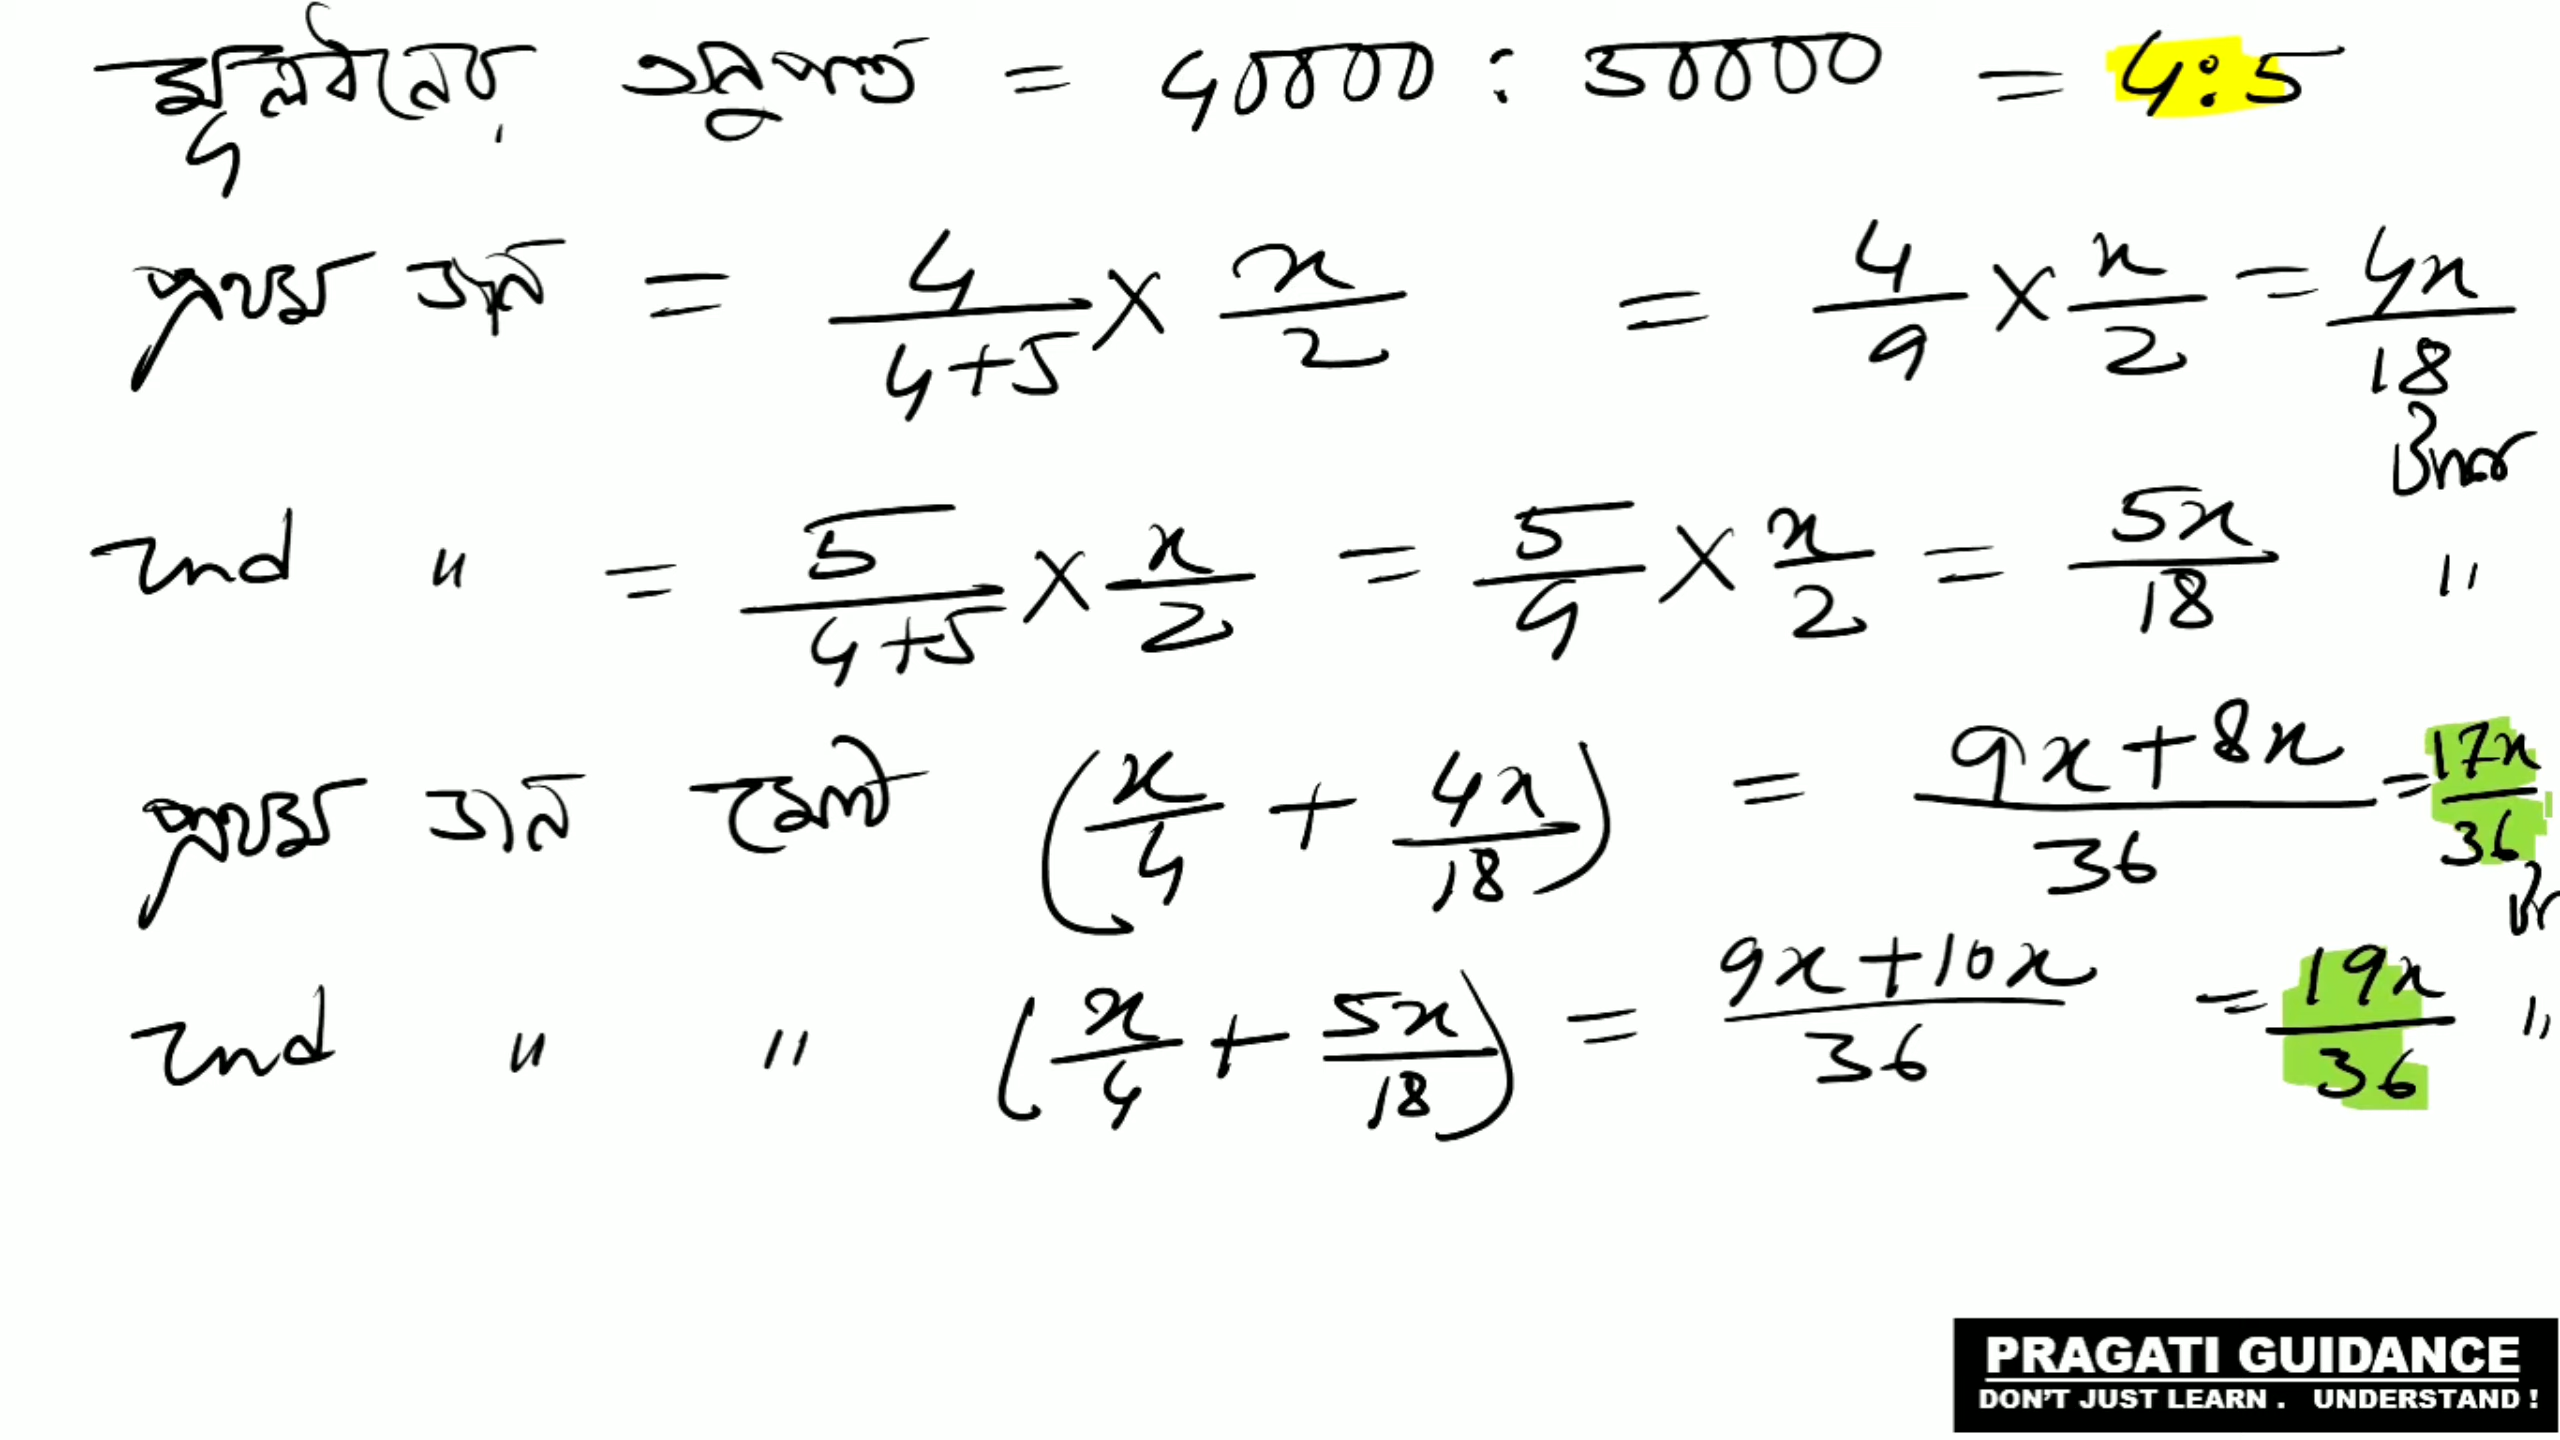 মূলধনের অনুপাত = 40000 : 50000 = 4:5
প্রথম জন = 4/(4+5) × x/2 = 4/9 × x/2 = 4x/18 টাকা
2nd " = 5/(4+5) × x/2 = 5/9 × x/2 = 5x/18 "
প্রথম জন মোট (x/4 + 4x/18) = (9x+8x)/36 = 17x/36
2nd " " (x/4 + 5x/18) = (9x+10x)/36 = 19x/36 "
PRAGATI GUIDANCE
DON'T JUST LEARN. UNDERSTAND!